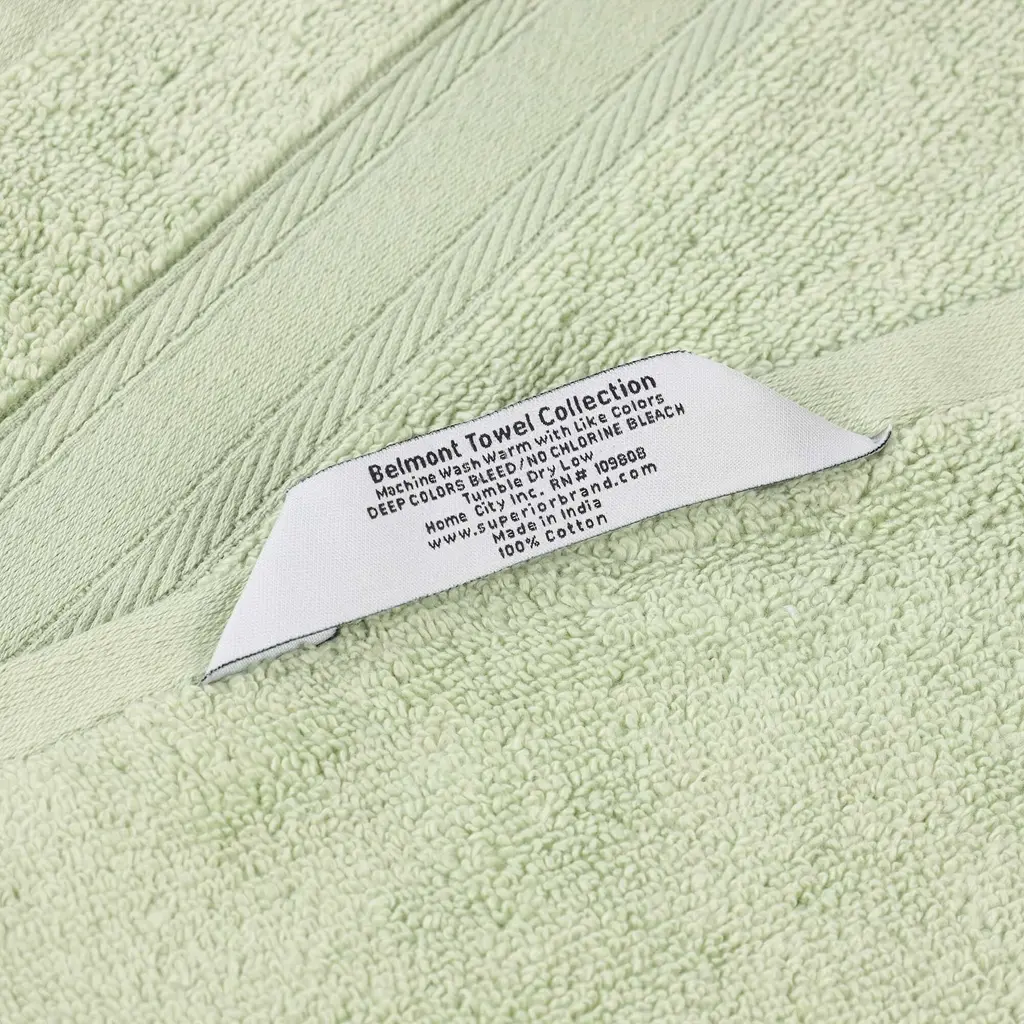 Belmont Towel Collection
Machine Wash Warm with Like Colors
DEEP COLORS BLEED/NO CHLORINE BLEACH
Tumble Dry Low
Home City Inc. RN# 109808
www.superiorbrand.com
Made in India
100% Cotton